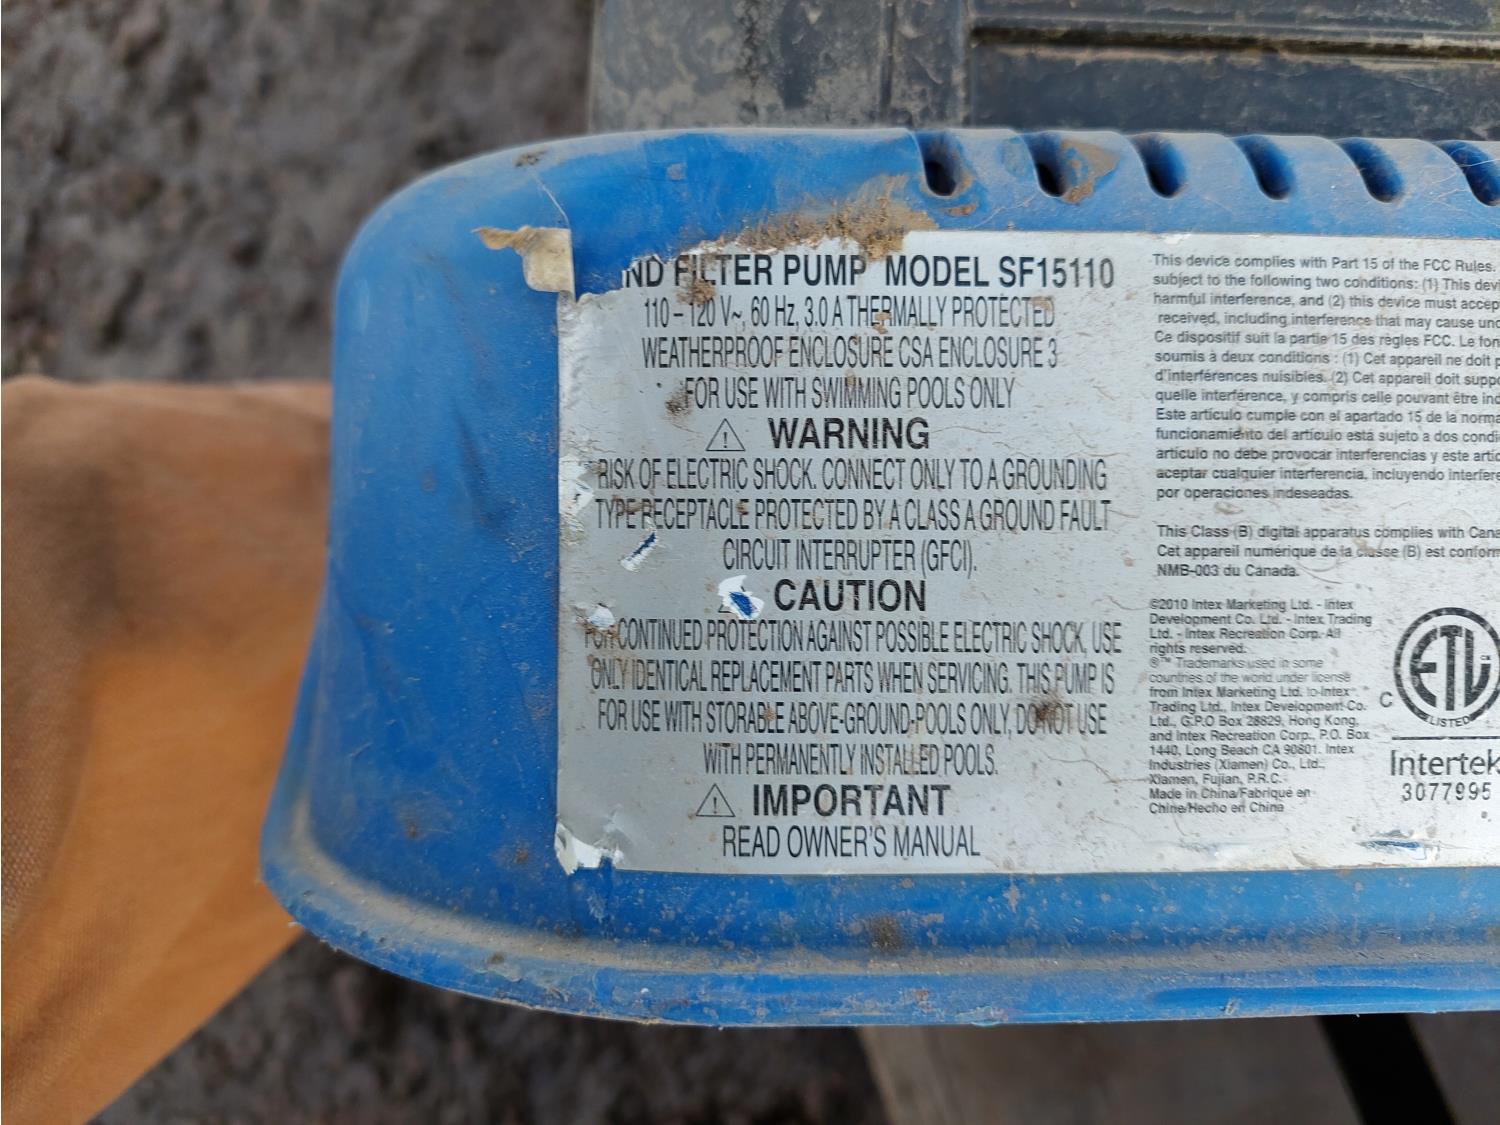 ND FILTER PUMP MODEL SF15110
110 – 120 V~, 60 Hz, 3.0 A THERMALLY PROTECTED
WEATHERPROOF ENCLOSURE CSA ENCLOSURE 3
FOR USE WITH SWIMMING POOLS ONLY
WARNING
RISK OF ELECTRIC SHOCK. CONNECT ONLY TO A GROUNDING
TYPE RECEPTACLE PROTECTED BY A CLASS A GROUND FAULT
CIRCUIT INTERRUPTER (GFCI).
CAUTION
FOR CONTINUED PROTECTION AGAINST POSSIBLE ELECTRIC SHOCK, USE
ONLY IDENTICAL REPLACEMENT PARTS WHEN SERVICING. THIS PUMP IS
FOR USE WITH STORABLE ABOVE-GROUND-POOLS ONLY, DO NOT USE
WITH PERMANENTLY INSTALLED POOLS.
IMPORTANT
READ OWNER'S MANUAL
This device complies with Part 15 of the FCC Rules.
subject to the following two conditions: (1) This devi
harmful interference, and (2) this device must accep
received, including interference that may cause und
Ce dispositif suit la partie 15 des règles FCC. Le fon
soumis à deux conditions : (1) Cet appareil ne doit p
d'interférences nuisibles. (2) Cet appareil doit suppo
quelle interférence, y compris celle pouvant être ind
Este artículo cumple con el apartado 15 de la norma
funcionamiento del artículo está sujeto a dos condi
artículo no debe provocar interferencias y este artíc
aceptar cualquier interferencia, incluyendo interfere
por operaciones indeseadas.
This Class (B) digital apparatus complies with Cana
Cet appareil numérique de la classe (B) est conform
NMB-003 du Canada.
©2010 Intex Marketing Ltd. - Intex
Development Co. Ltd. - Intex Trading
Ltd. - Intex Recreation Corp. All
rights reserved.
®™ Trademarks used in some
countries of the world under license
from Intex Marketing Ltd. to Intex
Trading Ltd., Intex Development Co.
Ltd., G.P.O Box 28829, Hong Kong,
and Intex Recreation Corp., P.O. Box
1440, Long Beach CA 90801. Intex
Industries (Xiamen) Co., Ltd.,
Xiamen, Fujian, P.R.C.
Made in China/Fabriqué en
Chine/Hecho en China
C ETL
LISTED
Intertek
3077995